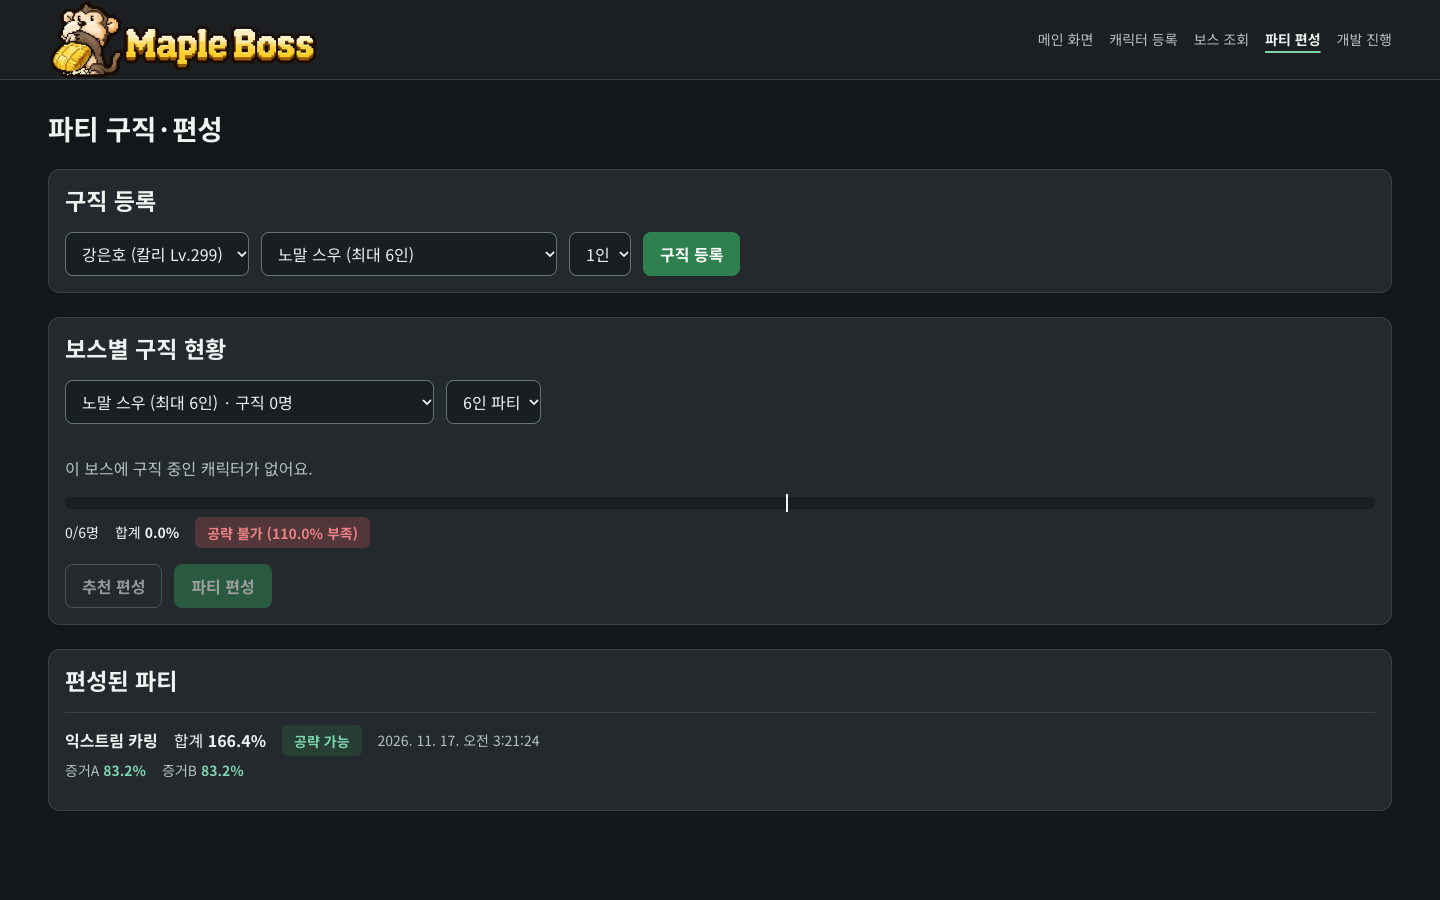 Maple Boss
메인 화면 캐릭터 등록 보스 조회 파티 편성 개발 진행
파티 구직·편성
구직 등록
강은호 (칼리 Lv.299) 노말 스우 (최대 6인) 1인 구직 등록
보스별 구직 현황
노말 스우 (최대 6인) · 구직 0명 6인 파티
이 보스에 구직 중인 캐릭터가 없어요.
0/6명 합계 0.0% 공략 불가 (110.0% 부족)
추천 편성 파티 편성
편성된 파티
익스트림 카링 합계 166.4% 공략 가능 2026. 11. 17. 오전 3:21:24
증거A 83.2% 증거B 83.2%